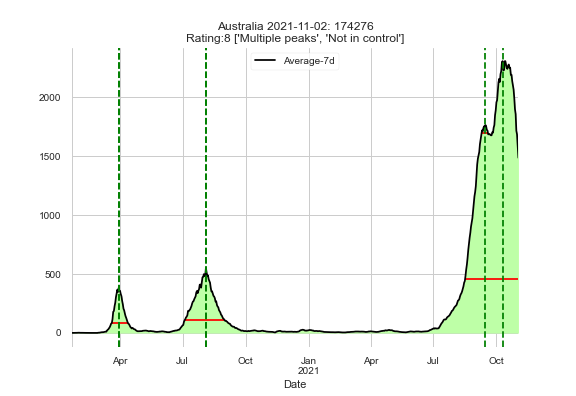 Australia 2021-11-02: 174276
Rating:8 ['Multiple peaks', 'Not in control']
Average-7d
2000
1500
1000
500
0
Apr
Jul
Oct
Jan
2021
Apr
Jul
Oct
Date